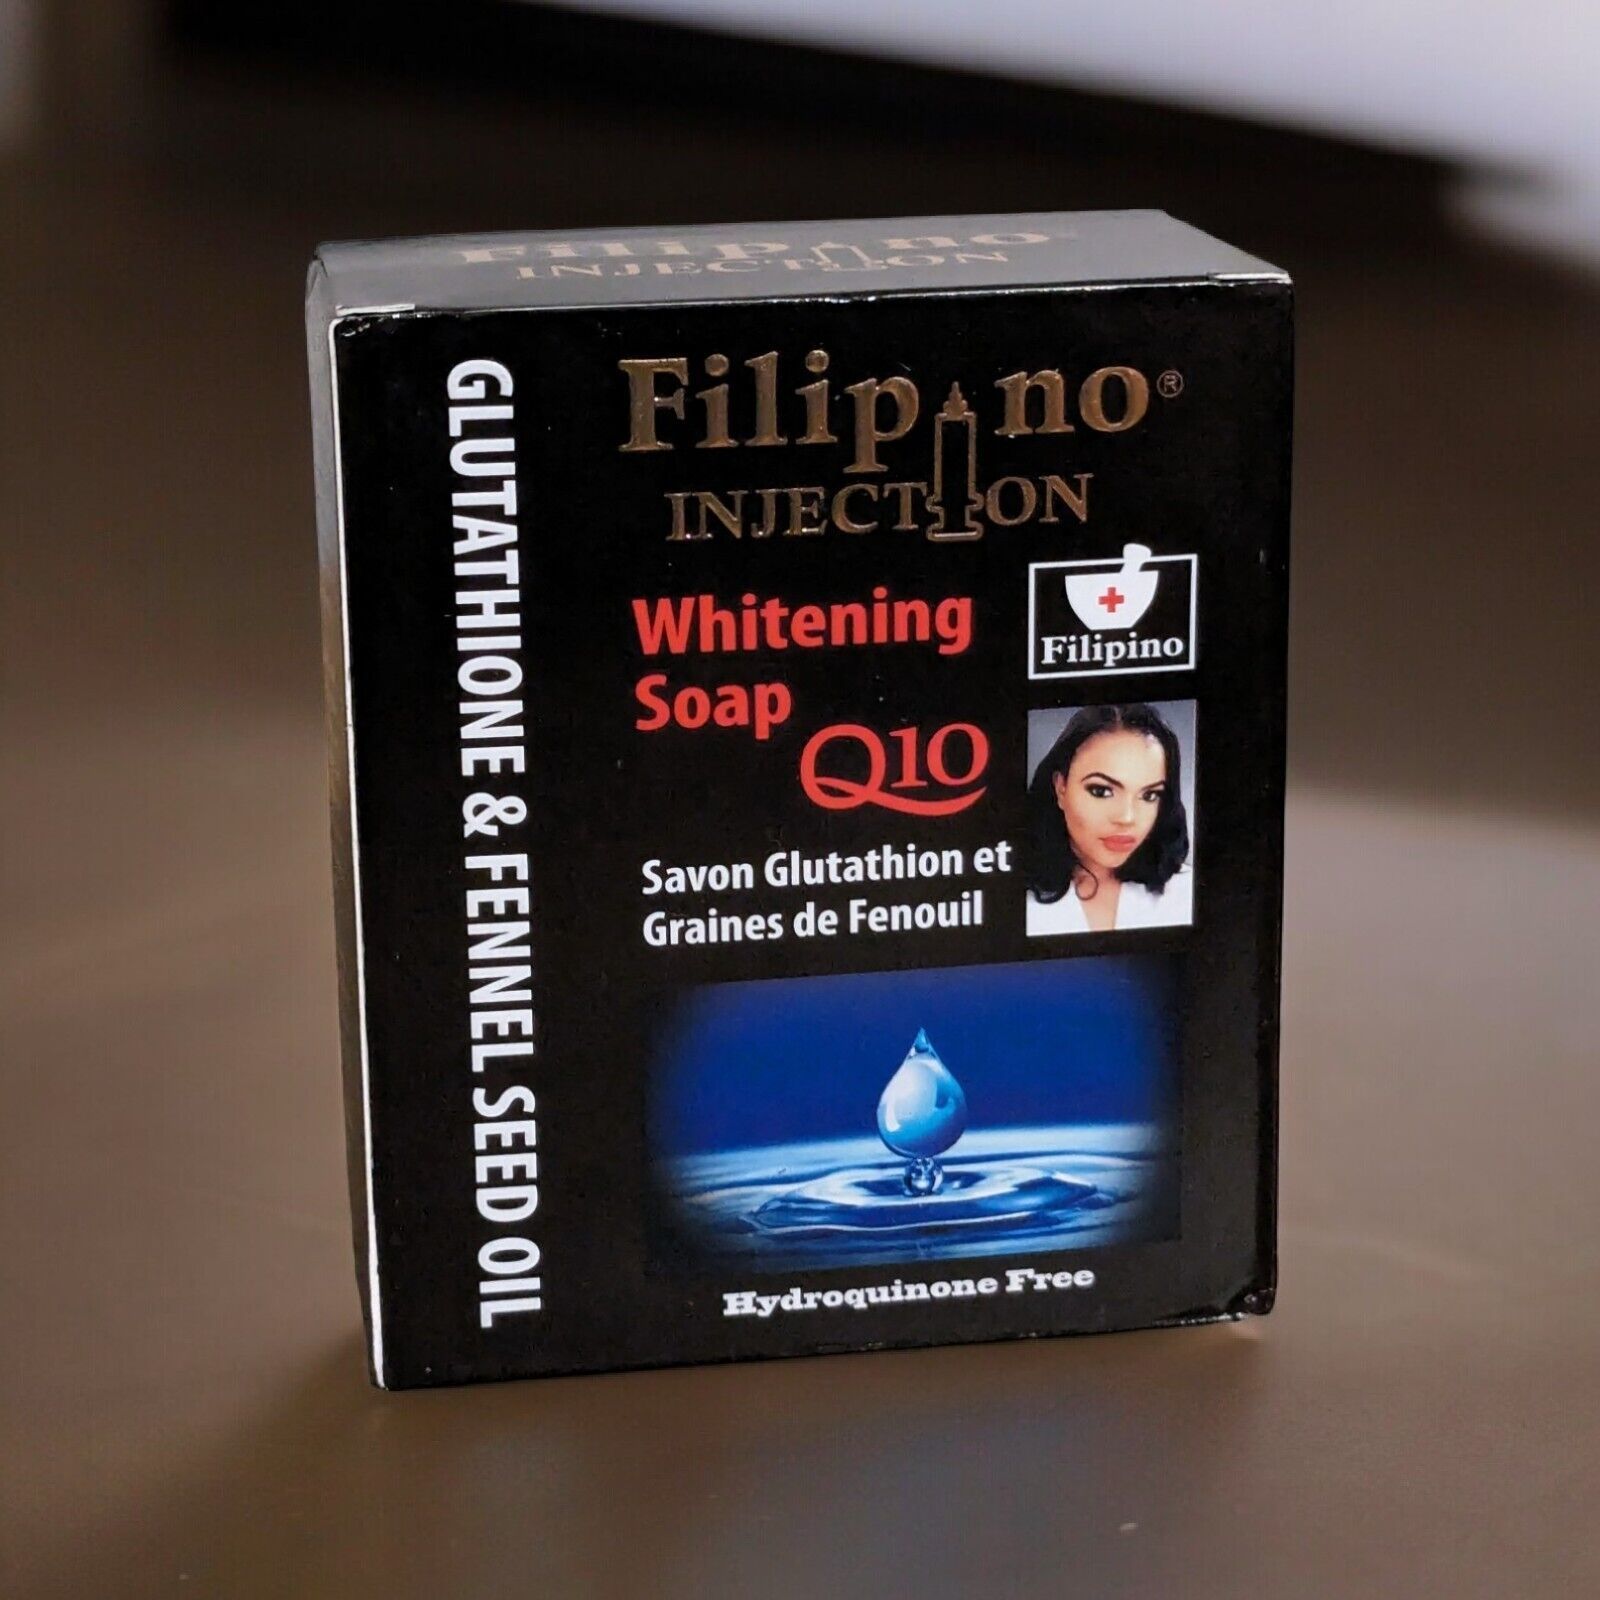 Filipino
INJECTION
GLUTATHIONE & FENNEL SEED OIL
Filipino®
INJECTION
Whitening
Soap
Q10
Filipino
Savon Glutathion et
Graines de Fenouil
Hydroquinone Free